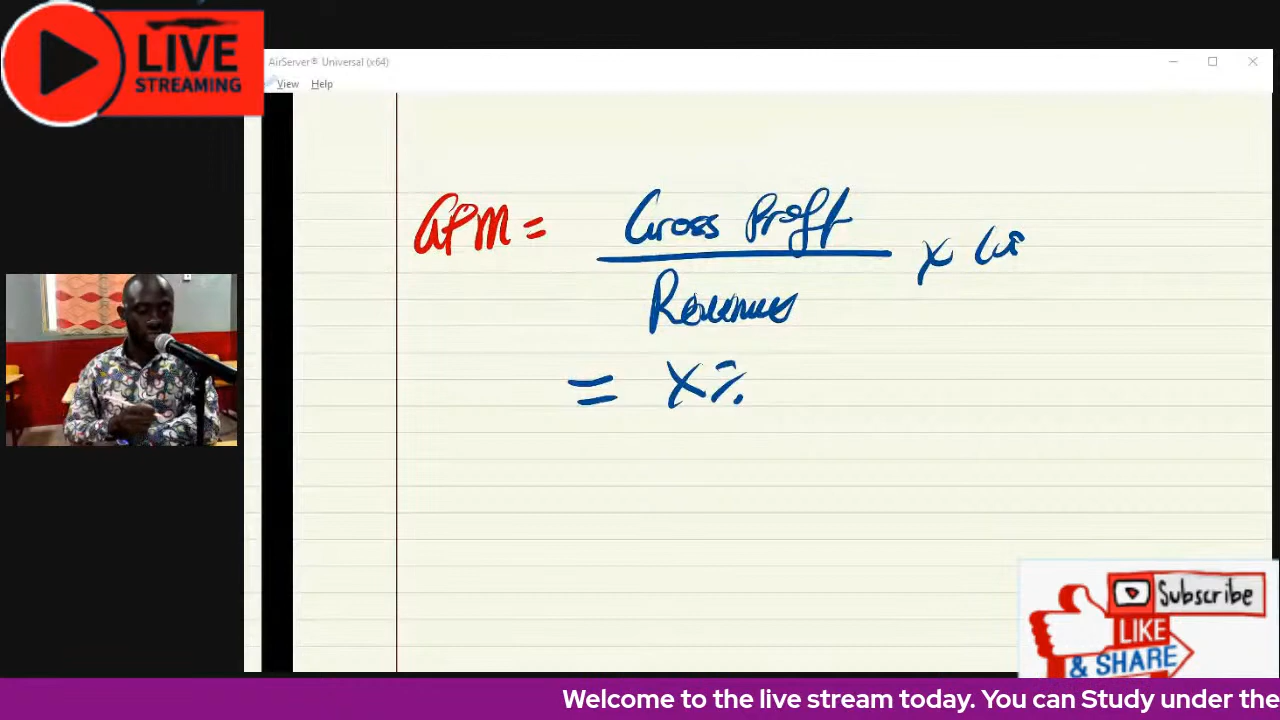 LIVE
STREAMING
AirServer® Universal (x64)
View Help
GPM = Gross Profit
x 100
Revenue
= x%
Subscribe
LIKE
& SHARE
Welcome to the live stream today. You can Study under the